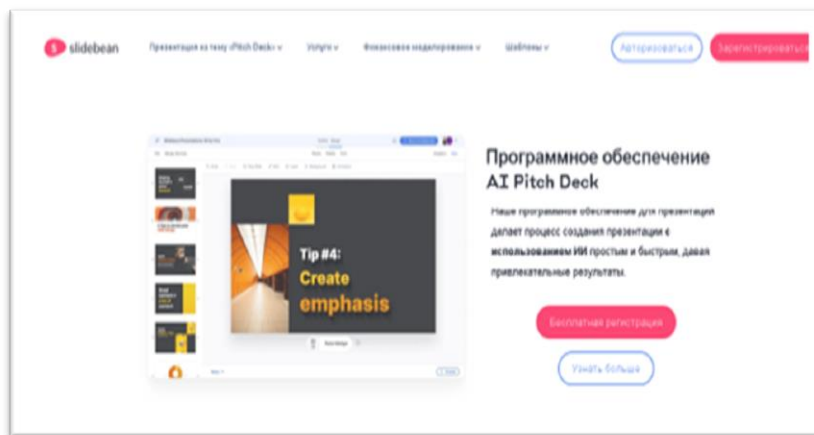 slidebean
Презентация на тему «Pitch Deck»
Услуги
Финансовое моделирование
Шаблоны
Авторизоваться
Зарегистрироваться
Tip #4:
Create
emphasis
Программное обеспечение
AI Pitch Deck
Наше программное обеспечение для презентаций
делает процесс создания презентации с
использованием ИИ простым и быстрым, давая
привлекательные результаты.
Бесплатная регистрация
Узнать больше